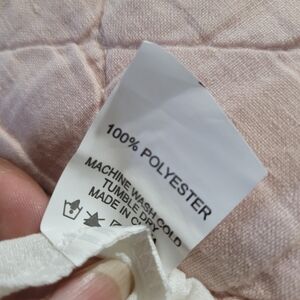 100% POLYESTER
MACHINE WASH COLD
TUMBLE DRY
MADE IN